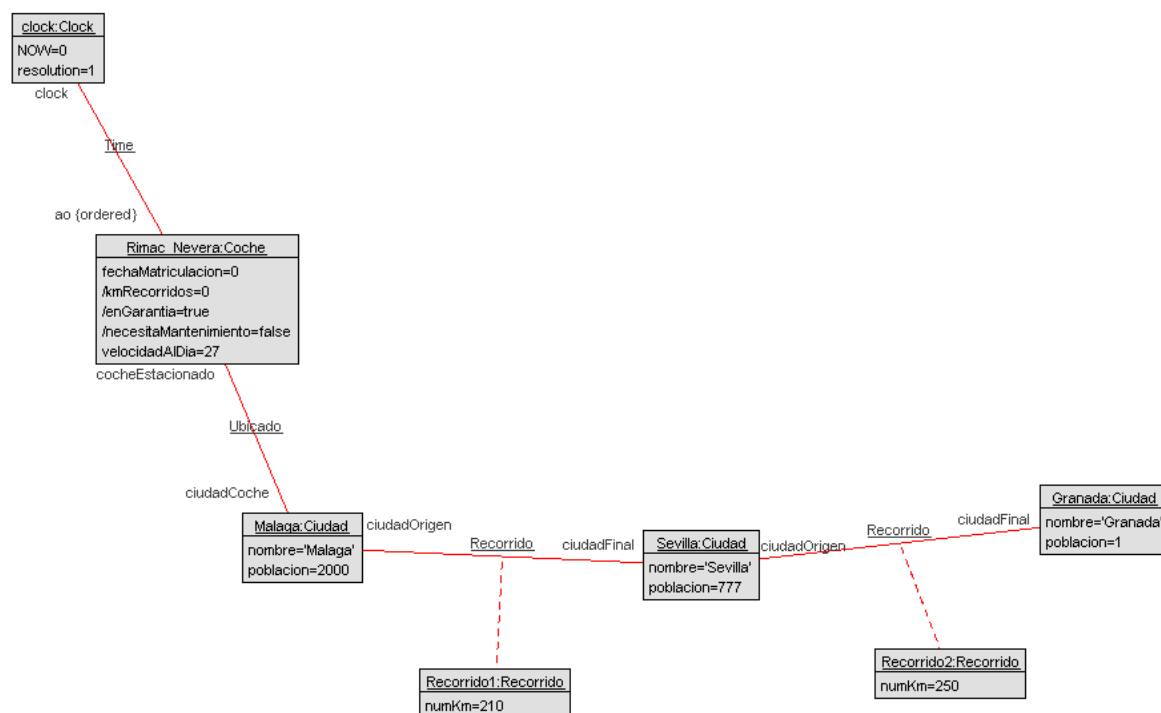 clock:Clock
NOW=0
resolution=1
clock
Time
ao {ordered}
Rimac_Nevera:Coche
fechaMatriculacion=0
/kmRecorridos=0
/enGarantia=true
/necesitaMantenimiento=false
velocidadAlDia=27
cocheEstacionado
Ubicado
ciudadCoche
Malaga:Ciudad
nombre='Malaga'
poblacion=2000
ciudadOrigen
Recorrido
ciudadFinal
Sevilla:Ciudad
nombre='Sevilla'
poblacion=777
ciudadOrigen
Recorrido
ciudadFinal
Granada:Ciudad
nombre='Granada'
poblacion=1
Recorrido1:Recorrido
numKm=210
Recorrido2:Recorrido
numKm=250